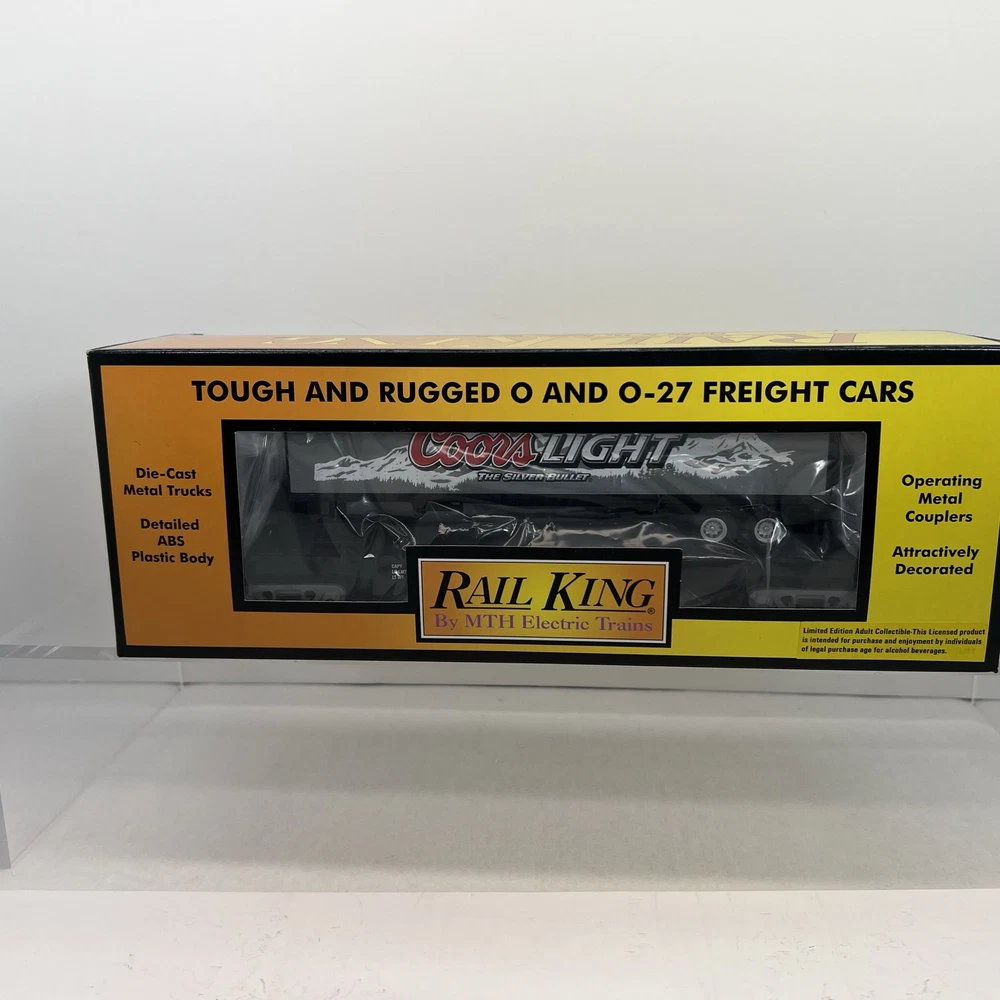 TOUGH AND RUGGED O AND O-27 FREIGHT CARS
Die-Cast
Metal Trucks
Detailed
ABS
Plastic Body
Coors LIGHT
THE SILVER BULLET
Operating
Metal
Couplers
Attractively
Decorated
RAIL KING®
By MTH Electric Trains
Limited Edition Adult Collectible-This Licensed product
is intended for purchase and enjoyment by individuals
of legal purchase age for alcohol beverages.